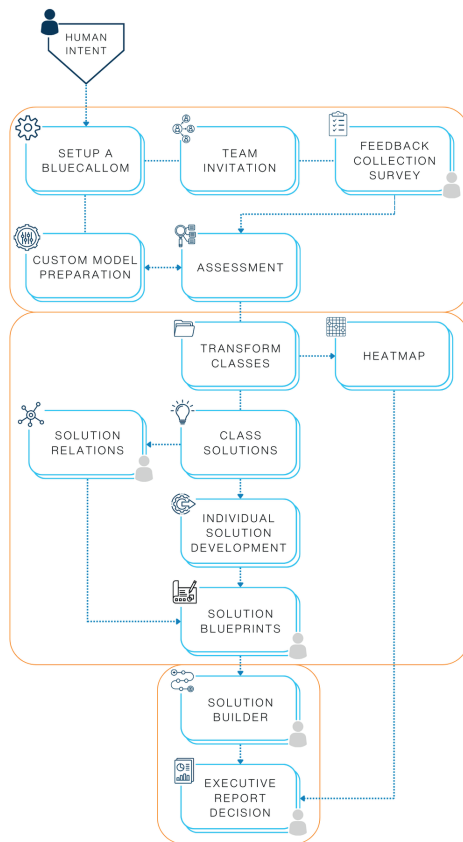 HUMAN
INTENT
SETUP A
BLUECALLOM
TEAM
INVITATION
FEEDBACK
COLLECTION
SURVEY
CUSTOM MODEL
PREPARATION
ASSESSMENT
TRANSFORM
CLASSES
HEATMAP
SOLUTION
RELATIONS
CLASS
SOLUTIONS
INDIVIDUAL
SOLUTION
DEVELOPMENT
SOLUTION
BLUEPRINTS
SOLUTION
BUILDER
EXECUTIVE
REPORT
DECISION